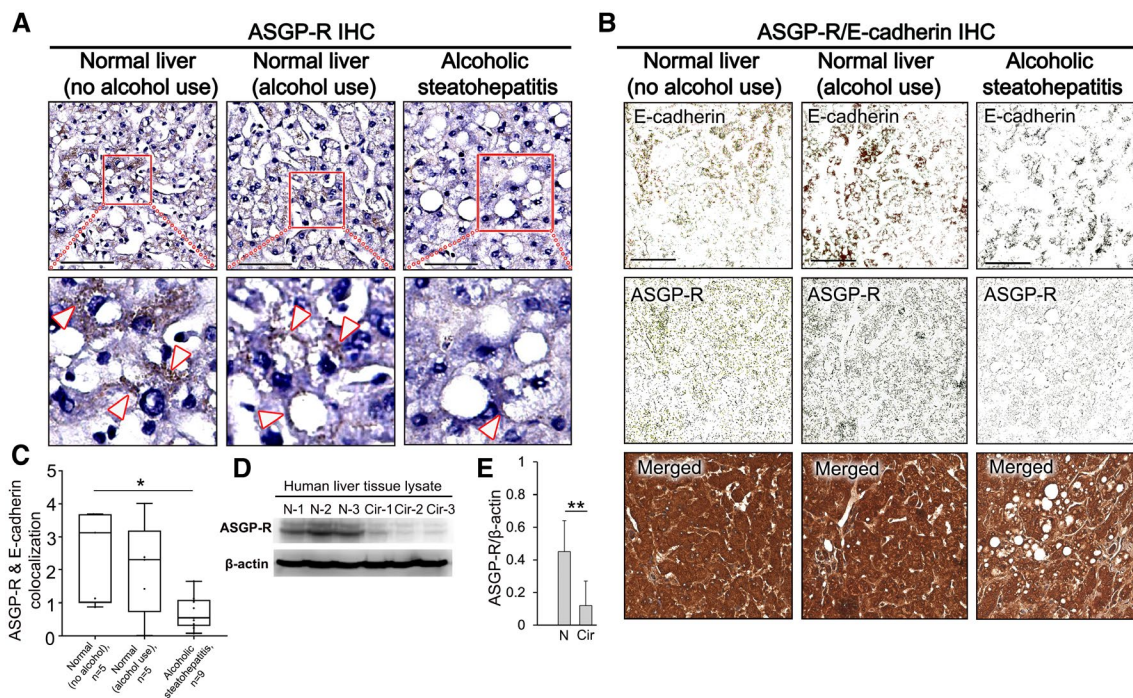 A
ASGP-R IHC
Normal liver
(no alcohol use)
Normal liver
(alcohol use)
Alcoholic
steatohepatitis
B
ASGP-R/E-cadherin IHC
Normal liver
(no alcohol use)
Normal liver
(alcohol use)
Alcoholic
steatohepatitis
E-cadherin
E-cadherin
E-cadherin
ASGP-R
ASGP-R
ASGP-R
Merged
Merged
Merged
C
ASGP-R & E-cadherin
colocalization
5
4
3
2
1
0
*
Normal
(no alcohol),
n=5
Normal
(alcohol use),
n=5
Alcoholic
steatohepatitis,
n=9
D
Human liver tissue lysate
N-1 N-2 N-3 Cir-1 Cir-2 Cir-3
ASGP-R
β-actin
E
ASGP-R/β-actin
1
0.8
0.6
0.4
0.2
0
**
N Cir